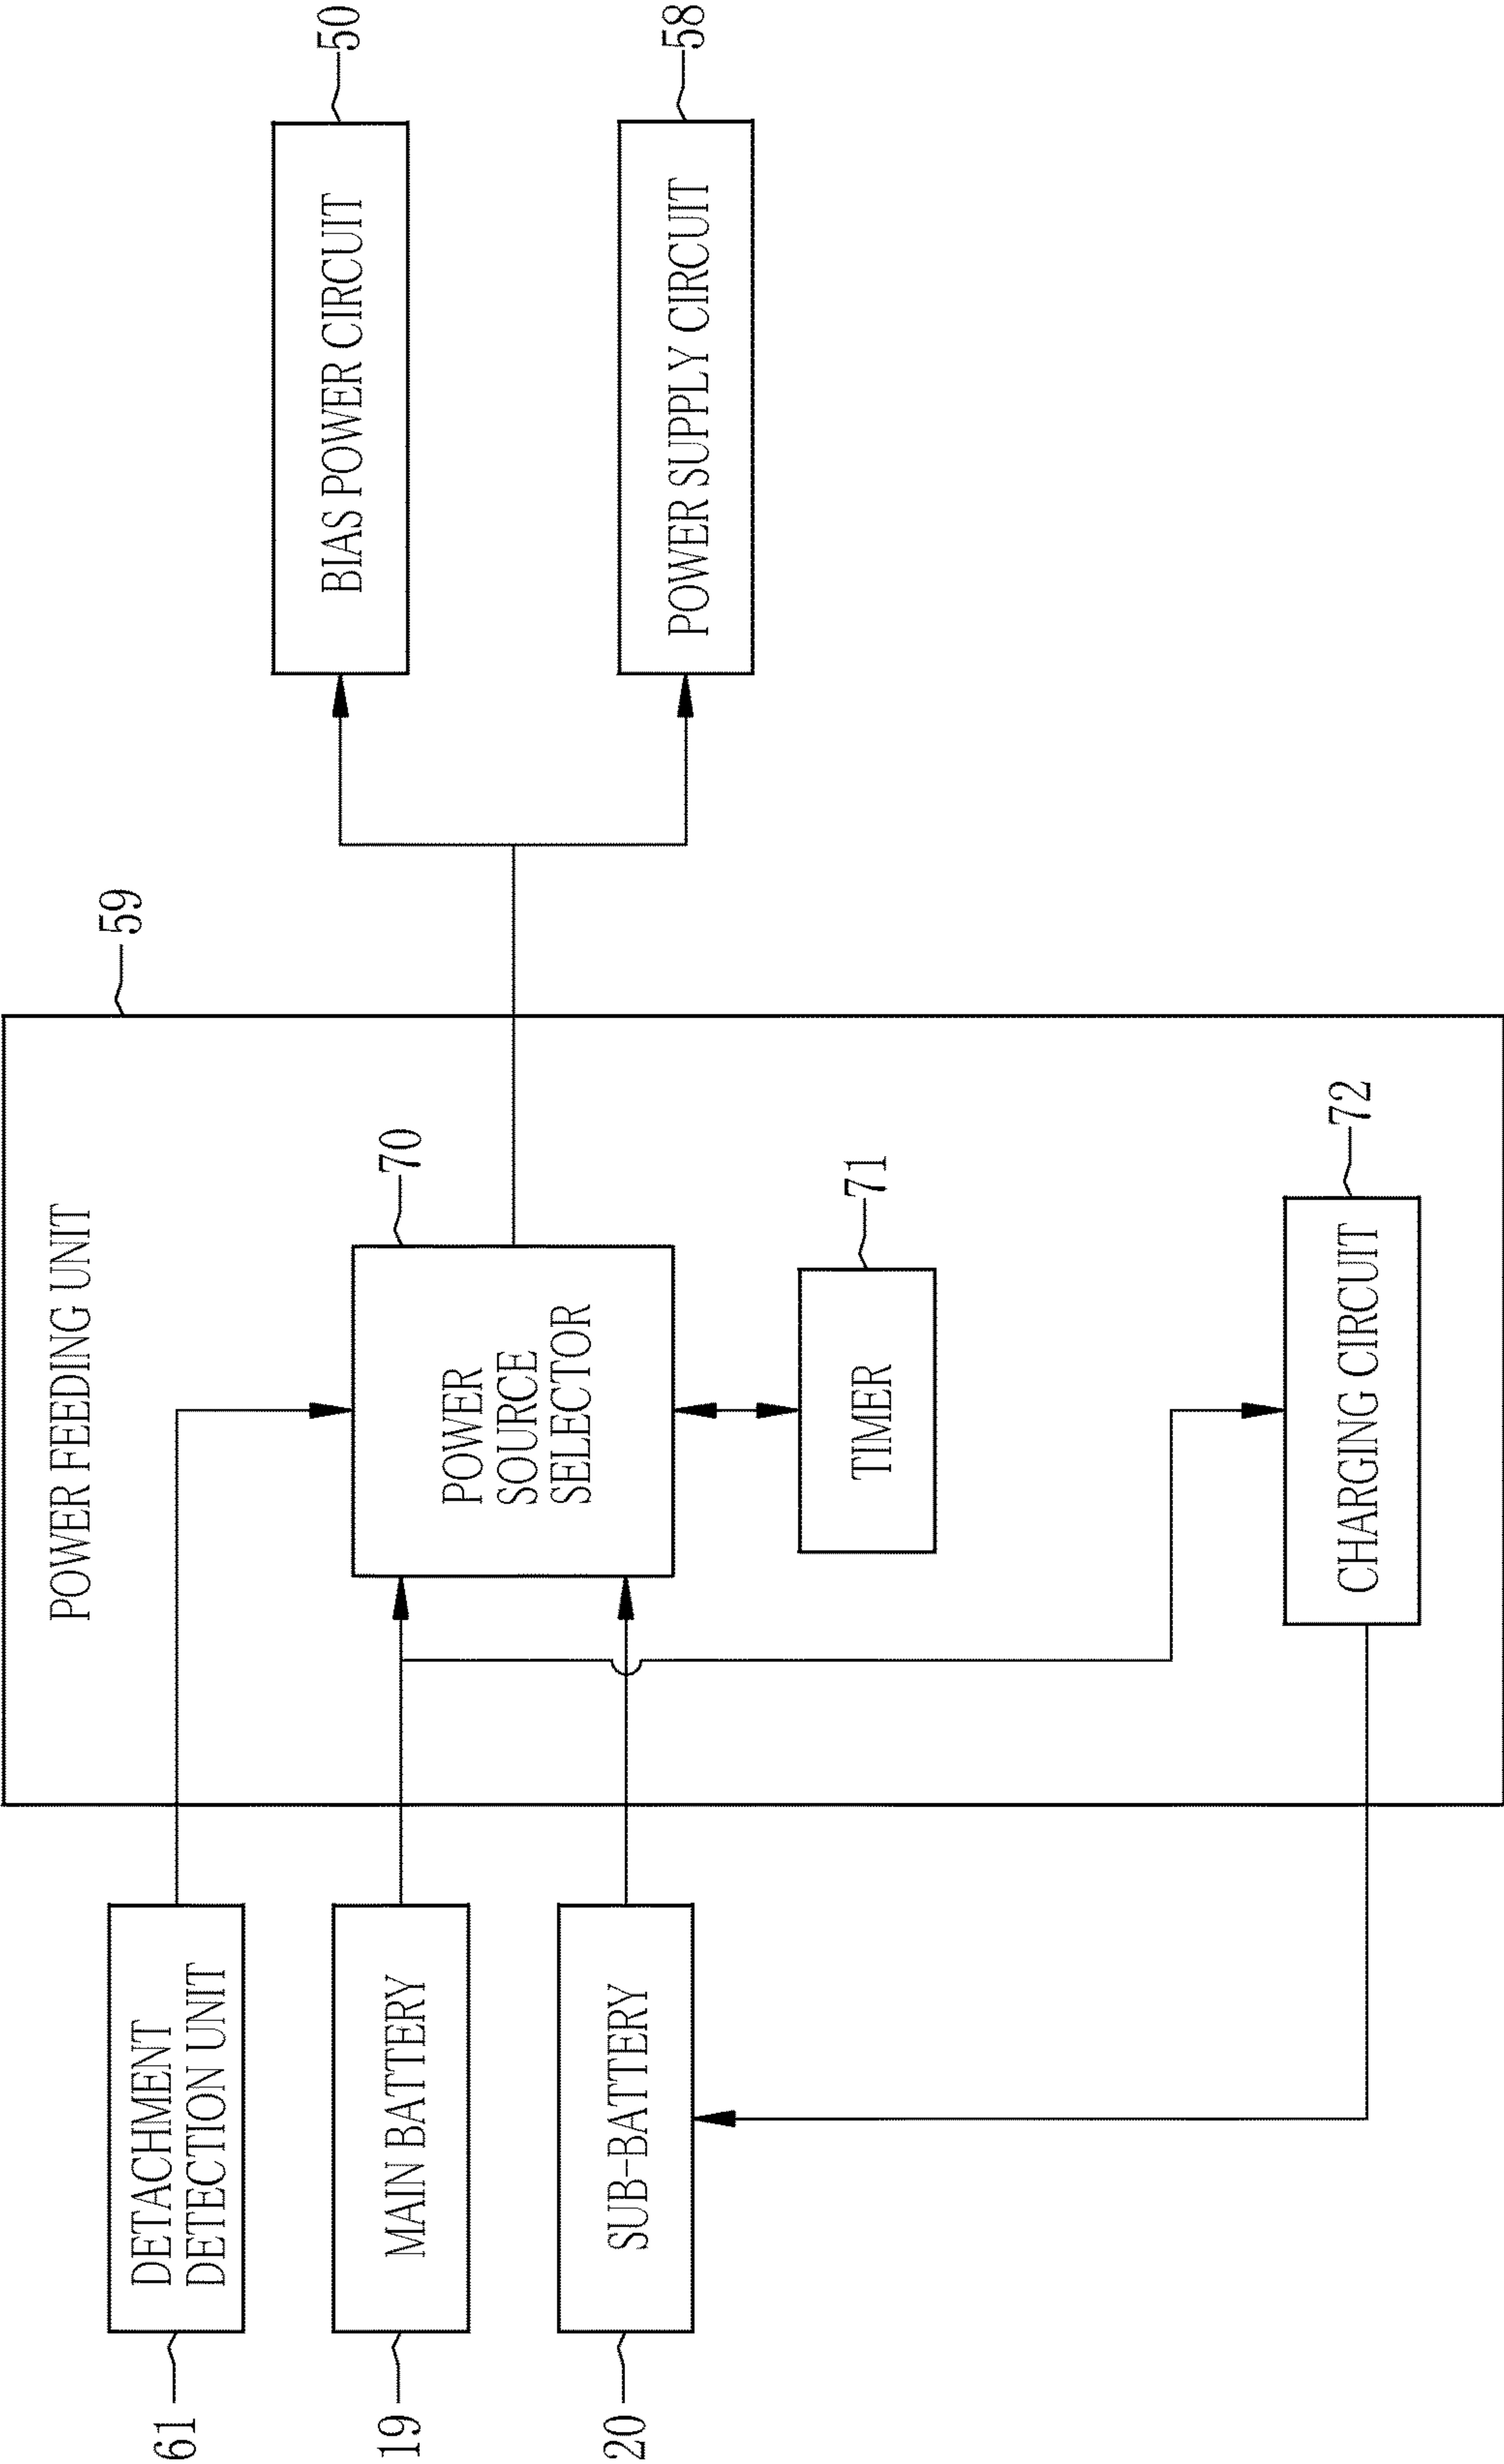 59
POWER FEEDING UNIT
61
DETACHMENT
DETECTION UNIT
19
MAIN BATTERY
20
SUB-BATTERY
70
POWER
SOURCE
SELECTOR
71
TIMER
72
CHARGING CIRCUIT
50
BIAS POWER CIRCUIT
58
POWER SUPPLY CIRCUIT